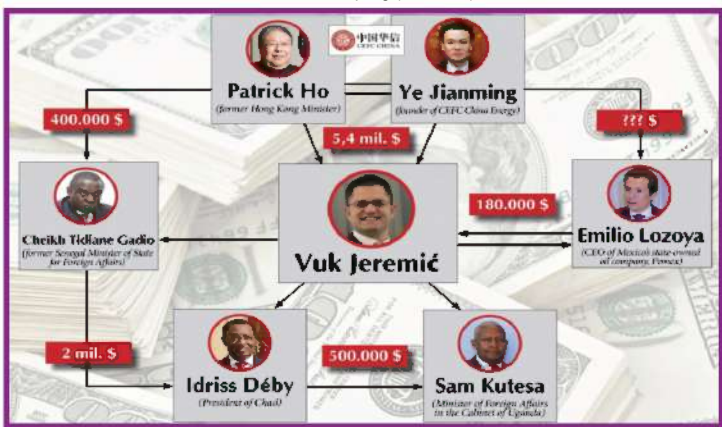 中国华信
CEFC CHINA
Patrick Ho
(former Hong Kong Minister)
Ye Jianming
(founder of CEFC China Energy)
400.000 $
5,4 mil. $
??? $
Cheikh Tidiane Gadio
(former Senegal Minister of State
for Foreign Affairs)
Vuk Jeremić
180.000 $
Emilio Lozoya
(CEO of Mexico's state-owned
oil company, Pemex)
2 mil. $
Idriss Déby
(President of Chad)
500.000 $
Sam Kutesa
(Minister of Foreign Affairs
in the Cabinet of Uganda)